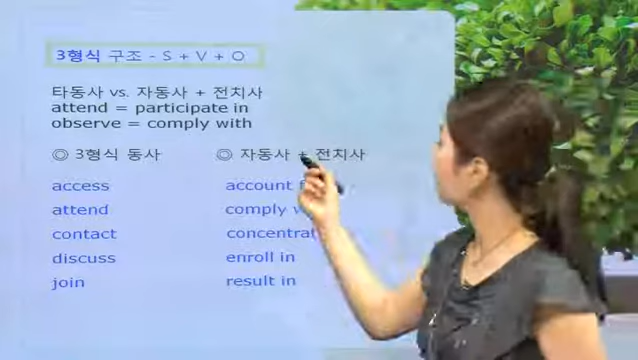 3형식 구조 - S + V + O
타동사 vs. 자동사 + 전치사
attend = participate in
observe = comply with
◎ 3형식 동사 ◎ 자동사 + 전치사
access account
attend comply
contact
discuss enroll in
join result in